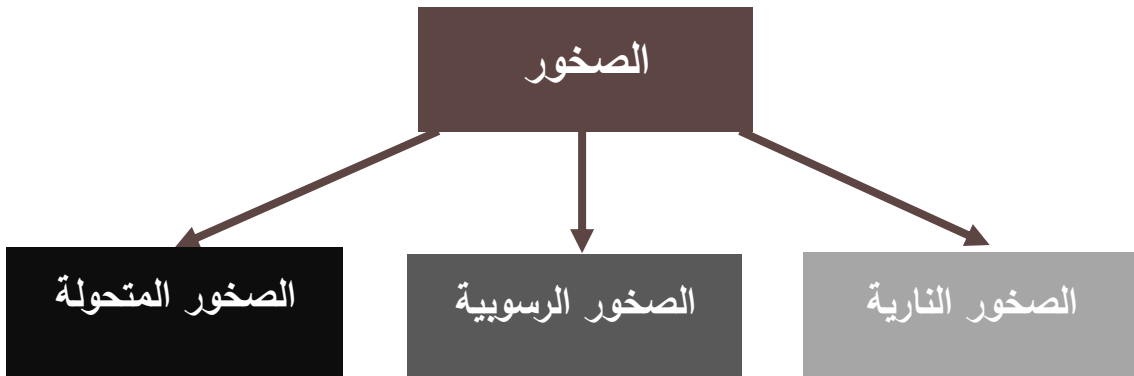 الصخور
الصخور النارية
الصخور الرسوبية
الصخور المتحولة